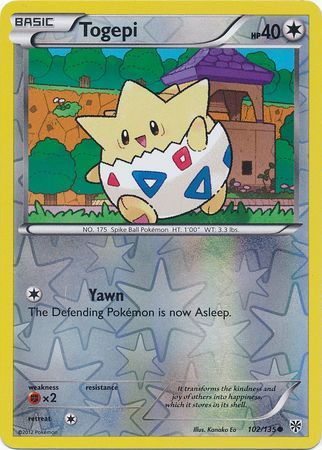 BASIC
Togepi
HP40
NO. 175 Spike Ball Pokémon HT: 1'00" WT: 3.3 lbs.
Yawn
The Defending Pokémon is now Asleep.
weakness
resistance
×2
retreat
It transforms the kindness and
joy of others into happiness,
which it stores in its shell.
©2012 Pokémon
Illus. Kanako Eo
102/135